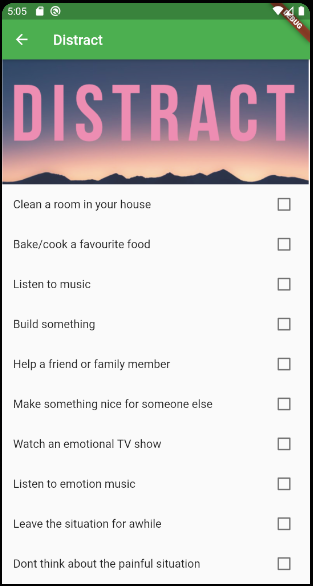 5:05
DEBUG
Distract
DISTRACT
Clean a room in your house
Bake/cook a favourite food
Listen to music
Build something
Help a friend or family member
Make something nice for someone else
Watch an emotional TV show
Listen to emotion music
Leave the situation for awhile
Dont think about the painful situation